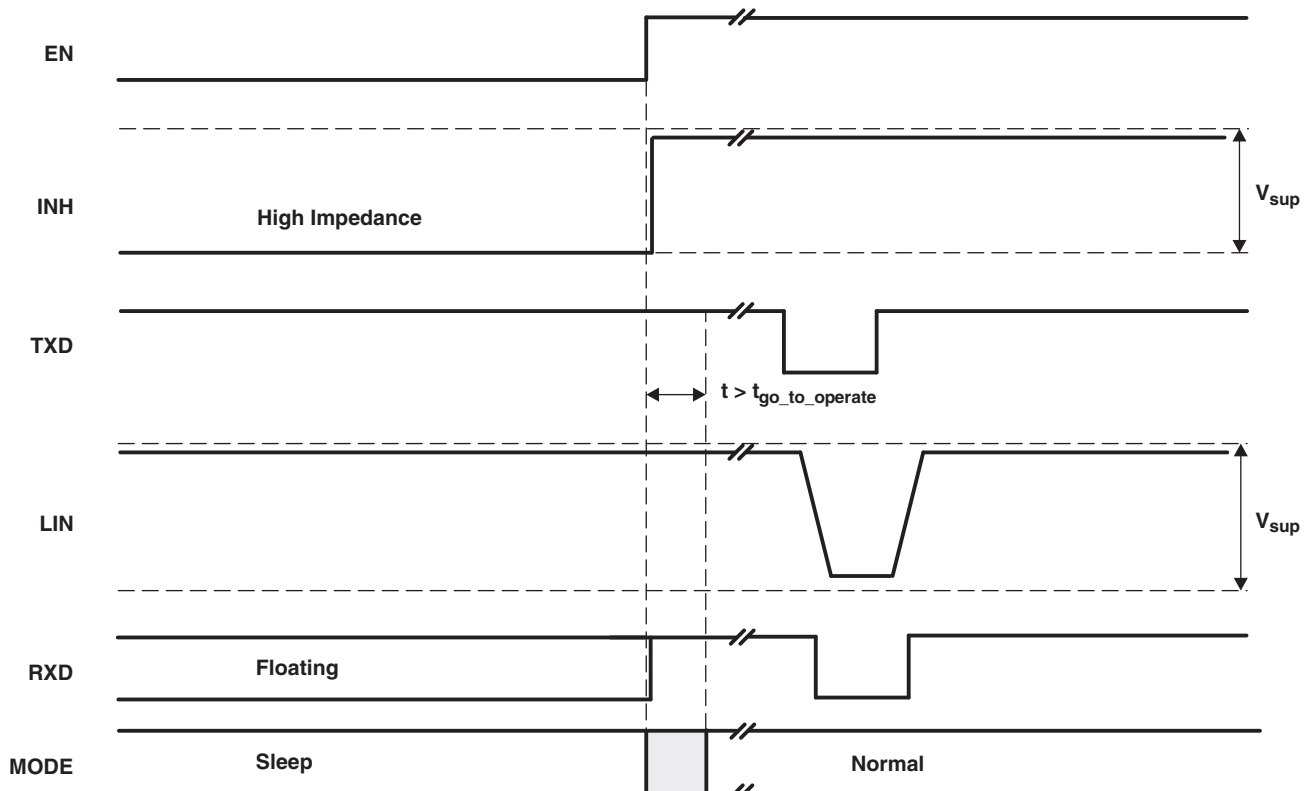 EN
INH
High Impedance
V_sup
TXD
t > t_go_to_operate
LIN
V_sup
RXD
Floating
MODE
Sleep
Normal